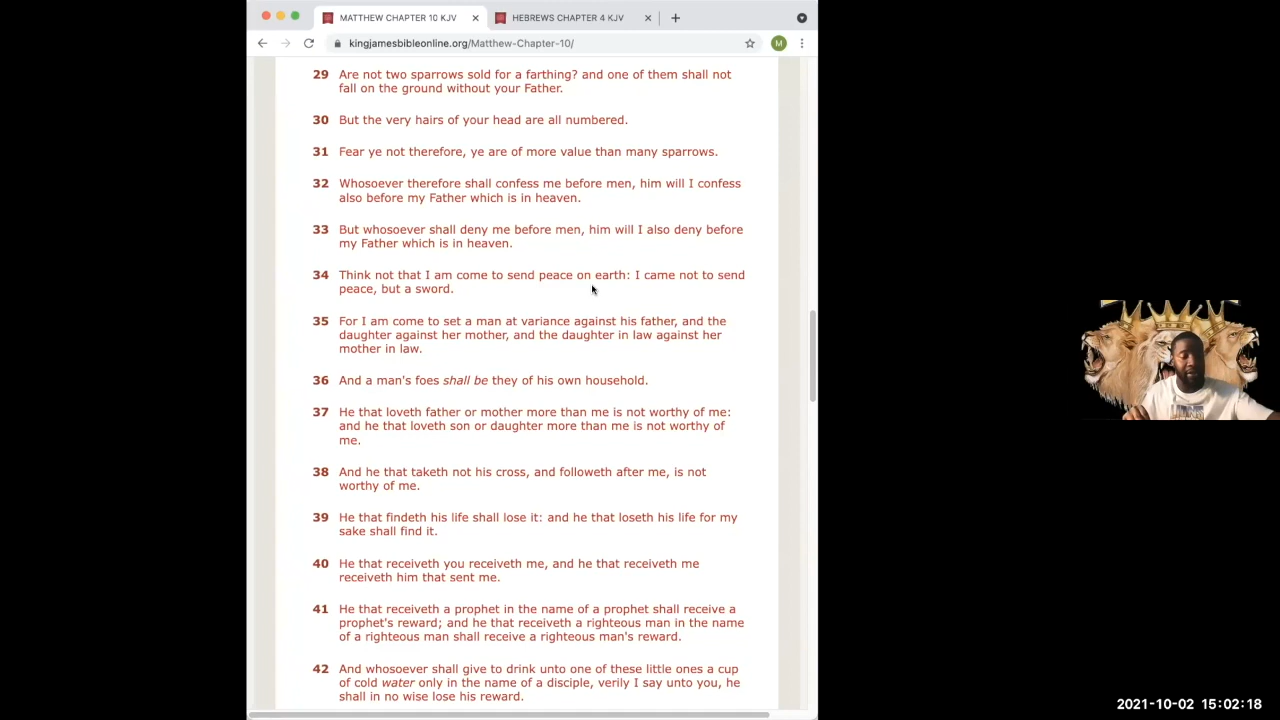 MATTHEW CHAPTER 10 KJV
HEBREWS CHAPTER 4 KJV
kingjamesbibleonline.org/Matthew-Chapter-10/
M
29 Are not two sparrows sold for a farthing? and one of them shall not
fall on the ground without your Father.
30 But the very hairs of your head are all numbered.
31 Fear ye not therefore, ye are of more value than many sparrows.
32 Whosoever therefore shall confess me before men, him will I confess
also before my Father which is in heaven.
33 But whosoever shall deny me before men, him will I also deny before
my Father which is in heaven.
34 Think not that I am come to send peace on earth: I came not to send
peace, but a sword.
35 For I am come to set a man at variance against his father, and the
daughter against her mother, and the daughter in law against her
mother in law.
36 And a man's foes shall be they of his own household.
37 He that loveth father or mother more than me is not worthy of me:
and he that loveth son or daughter more than me is not worthy of
me.
38 And he that taketh not his cross, and followeth after me, is not
worthy of me.
39 He that findeth his life shall lose it: and he that loseth his life for my
sake shall find it.
40 He that receiveth you receiveth me, and he that receiveth me
receiveth him that sent me.
41 He that receiveth a prophet in the name of a prophet shall receive a
prophet's reward; and he that receiveth a righteous man in the name
of a righteous man shall receive a righteous man's reward.
42 And whosoever shall give to drink unto one of these little ones a cup
of cold water only in the name of a disciple, verily I say unto you, he
shall in no wise lose his reward.
2021-10-02 15:02:18